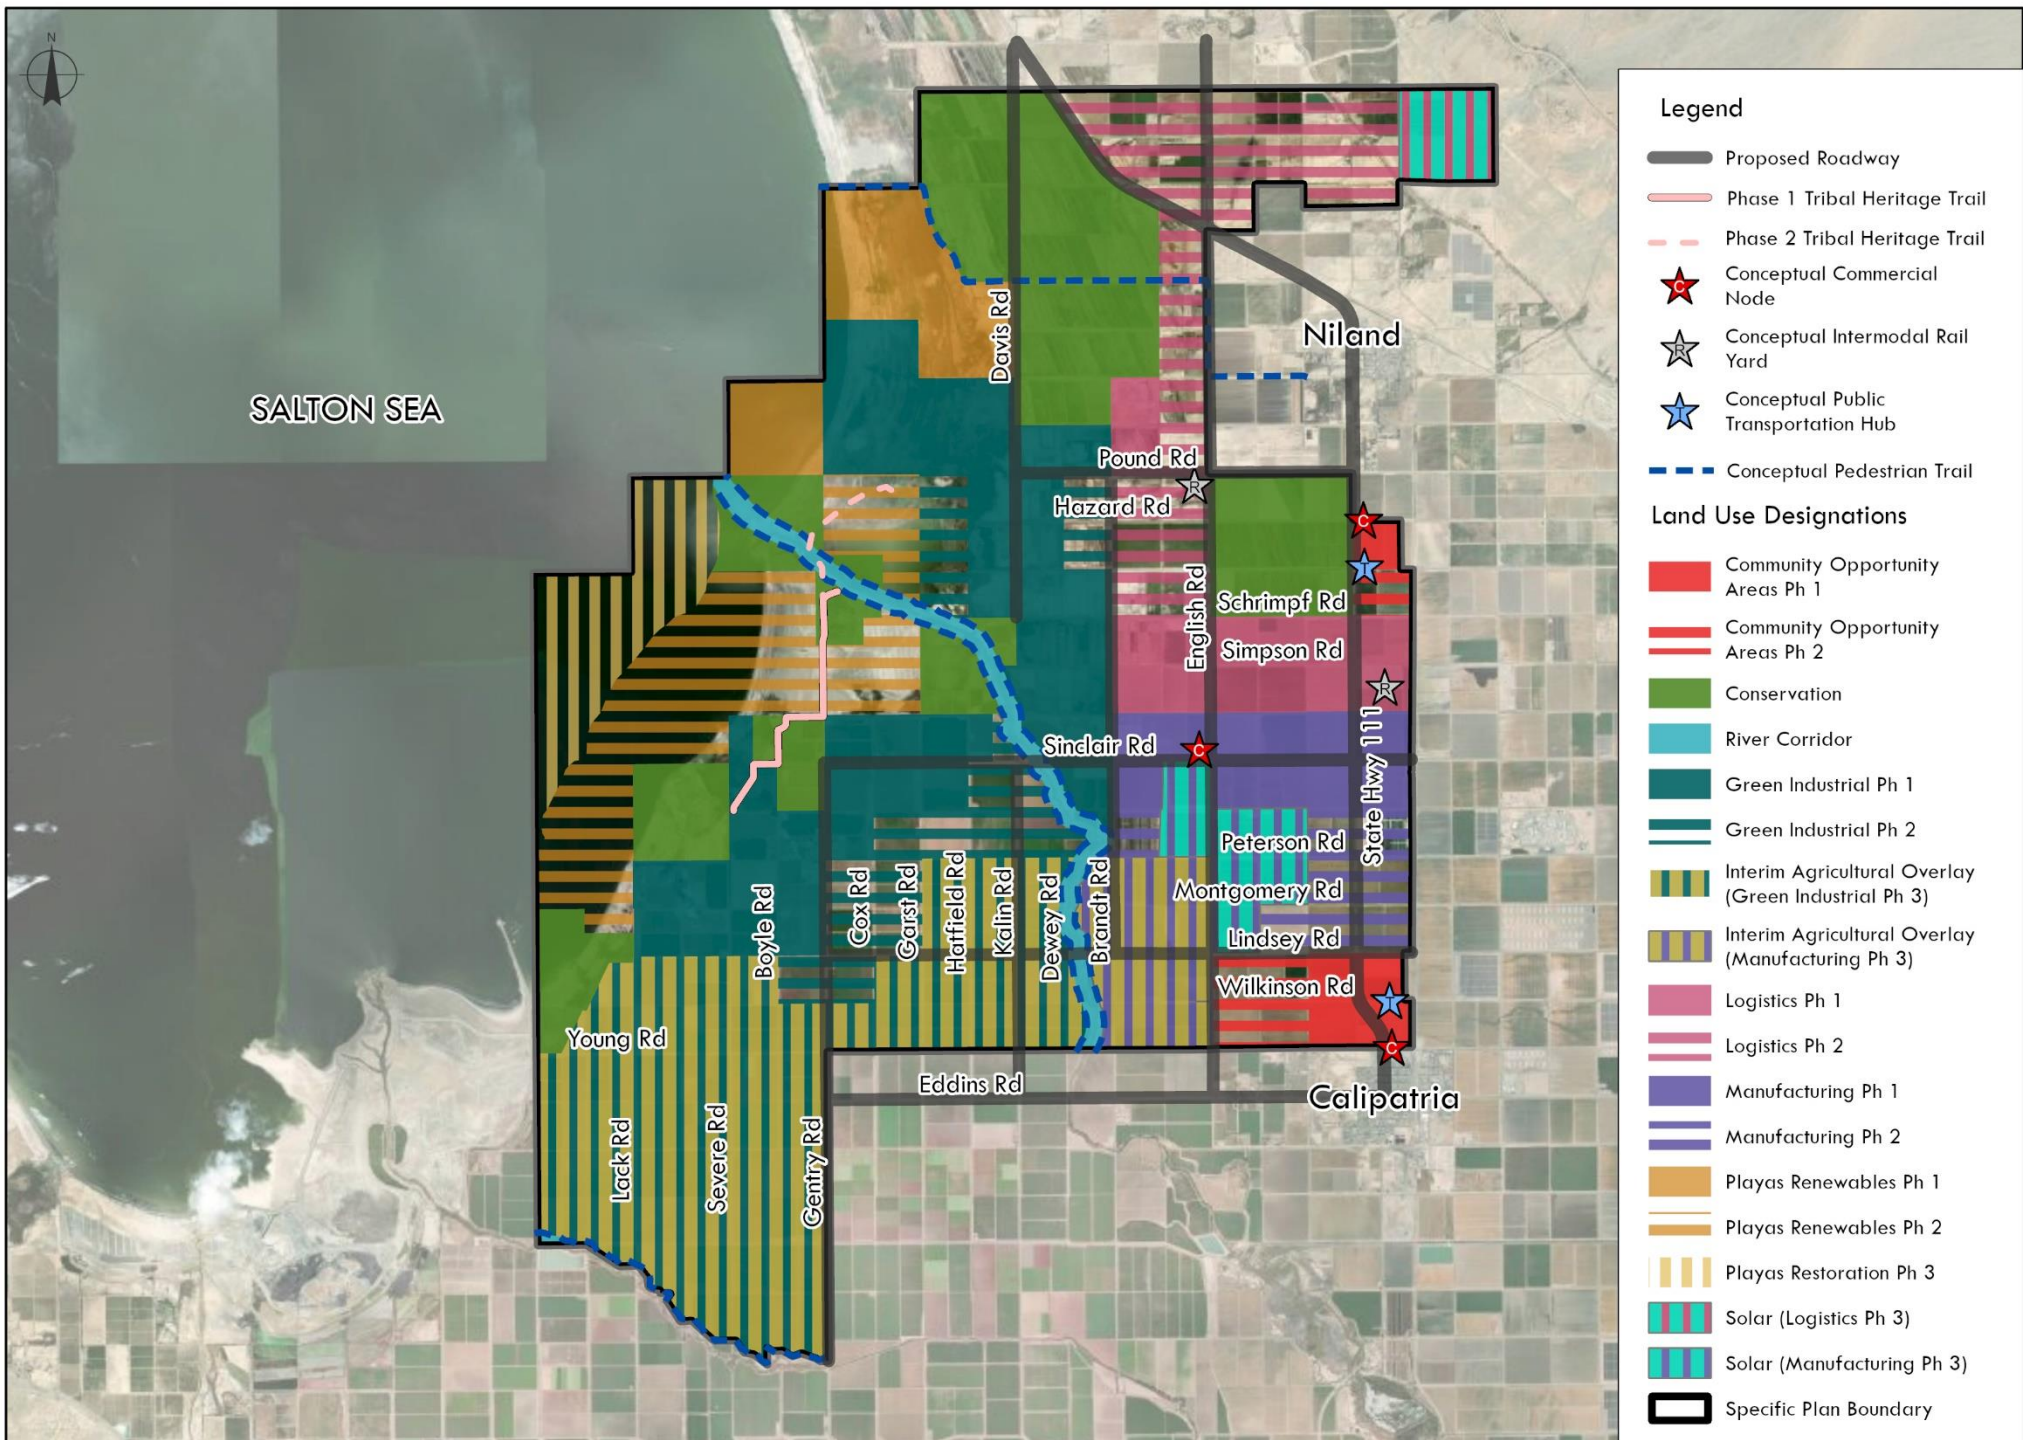 N
SALTON SEA
Niland
Davis Rd
Pound Rd
R
Hazard Rd
C
T
English Rd
Schrimpf Rd
Simpson Rd
R
State Hwy 111
Sinclair Rd
C
Peterson Rd
Montgomery Rd
Lindsey Rd
Boyle Rd
Cox Rd
Garst Rd
Hatfield Rd
Kalin Rd
Dewey Rd
Brandt Rd
Wilkinson Rd
T
C
Young Rd
Eddins Rd
Calipatria
Lack Rd
Severe Rd
Gentry Rd
Legend
Proposed Roadway
Phase 1 Tribal Heritage Trail
Phase 2 Tribal Heritage Trail
C
Conceptual Commercial
Node
R
Conceptual Intermodal Rail
Yard
T
Conceptual Public
Transportation Hub
Conceptual Pedestrian Trail
Land Use Designations
Community Opportunity
Areas Ph 1
Community Opportunity
Areas Ph 2
Conservation
River Corridor
Green Industrial Ph 1
Green Industrial Ph 2
Interim Agricultural Overlay
(Green Industrial Ph 3)
Interim Agricultural Overlay
(Manufacturing Ph 3)
Logistics Ph 1
Logistics Ph 2
Manufacturing Ph 1
Manufacturing Ph 2
Playas Renewables Ph 1
Playas Renewables Ph 2
Playas Restoration Ph 3
Solar (Logistics Ph 3)
Solar (Manufacturing Ph 3)
Specific Plan Boundary